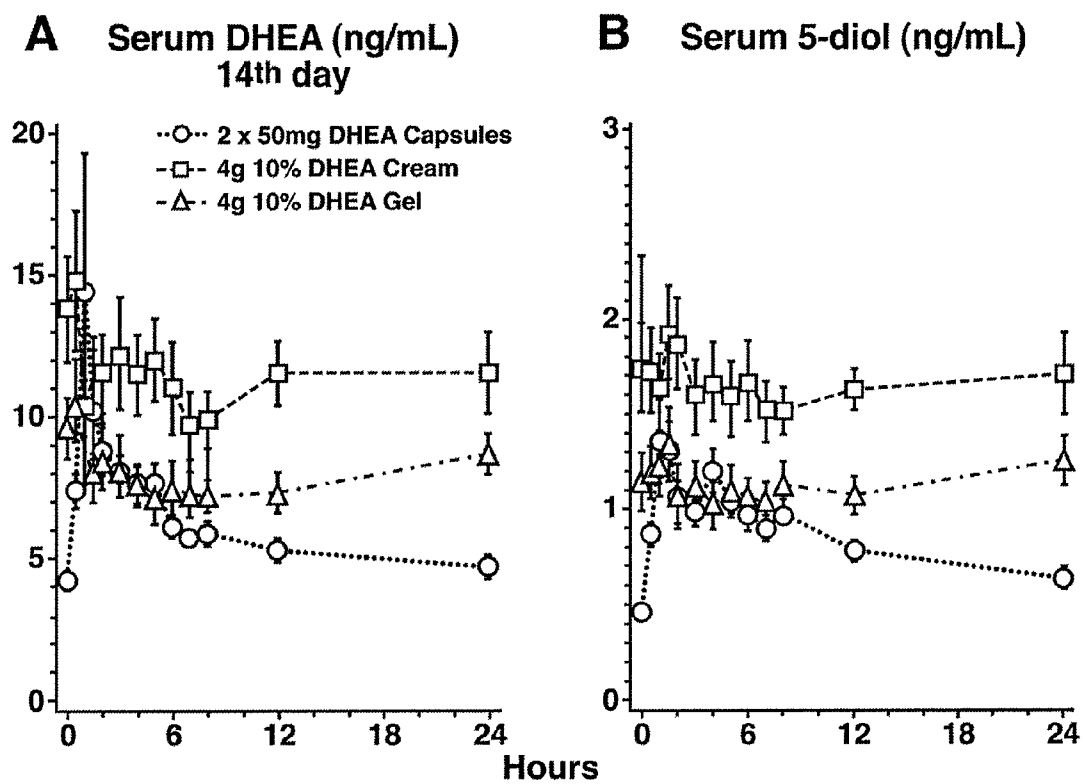 A Serum DHEA (ng/mL)
14th day
B Serum 5-diol (ng/mL)
2 x 50mg DHEA Capsules
4g 10% DHEA Cream
4g 10% DHEA Gel
20
15
10
5
0
0 6 12 18 24
3
2
1
0
0 6 12 18 24
Hours